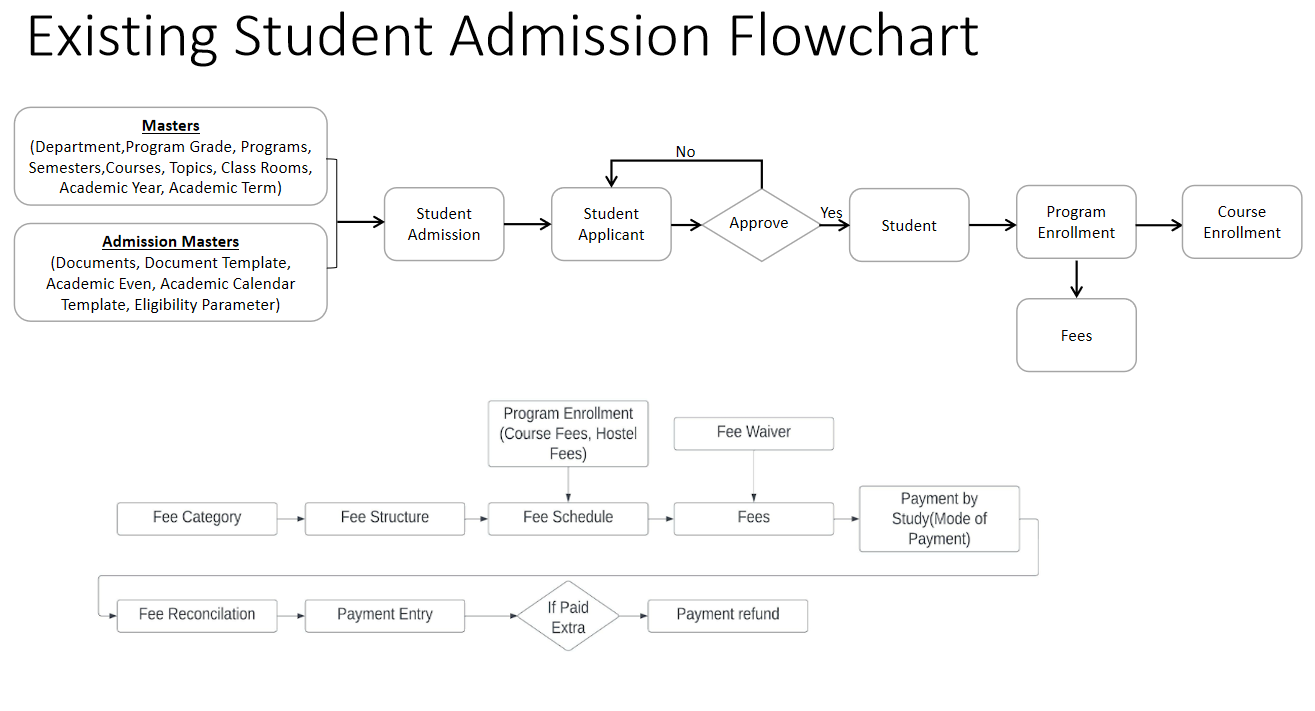 Existing Student Admission Flowchart
Masters
(Department,Program Grade, Programs,
Semesters,Courses, Topics, Class Rooms,
Academic Year, Academic Term)
Admission Masters
(Documents, Document Template,
Academic Even, Academic Calendar
Template, Eligibility Parameter)
Student
Admission
Student
Applicant
No
Approve
Yes
Student
Program
Enrollment
Course
Enrollment
Fees
Program Enrollment
(Course Fees, Hostel
Fees)
Fee Waiver
Fee Category
Fee Structure
Fee Schedule
Fees
Payment by
Study(Mode of
Payment)
Fee Reconcilation
Payment Entry
If Paid
Extra
Payment refund